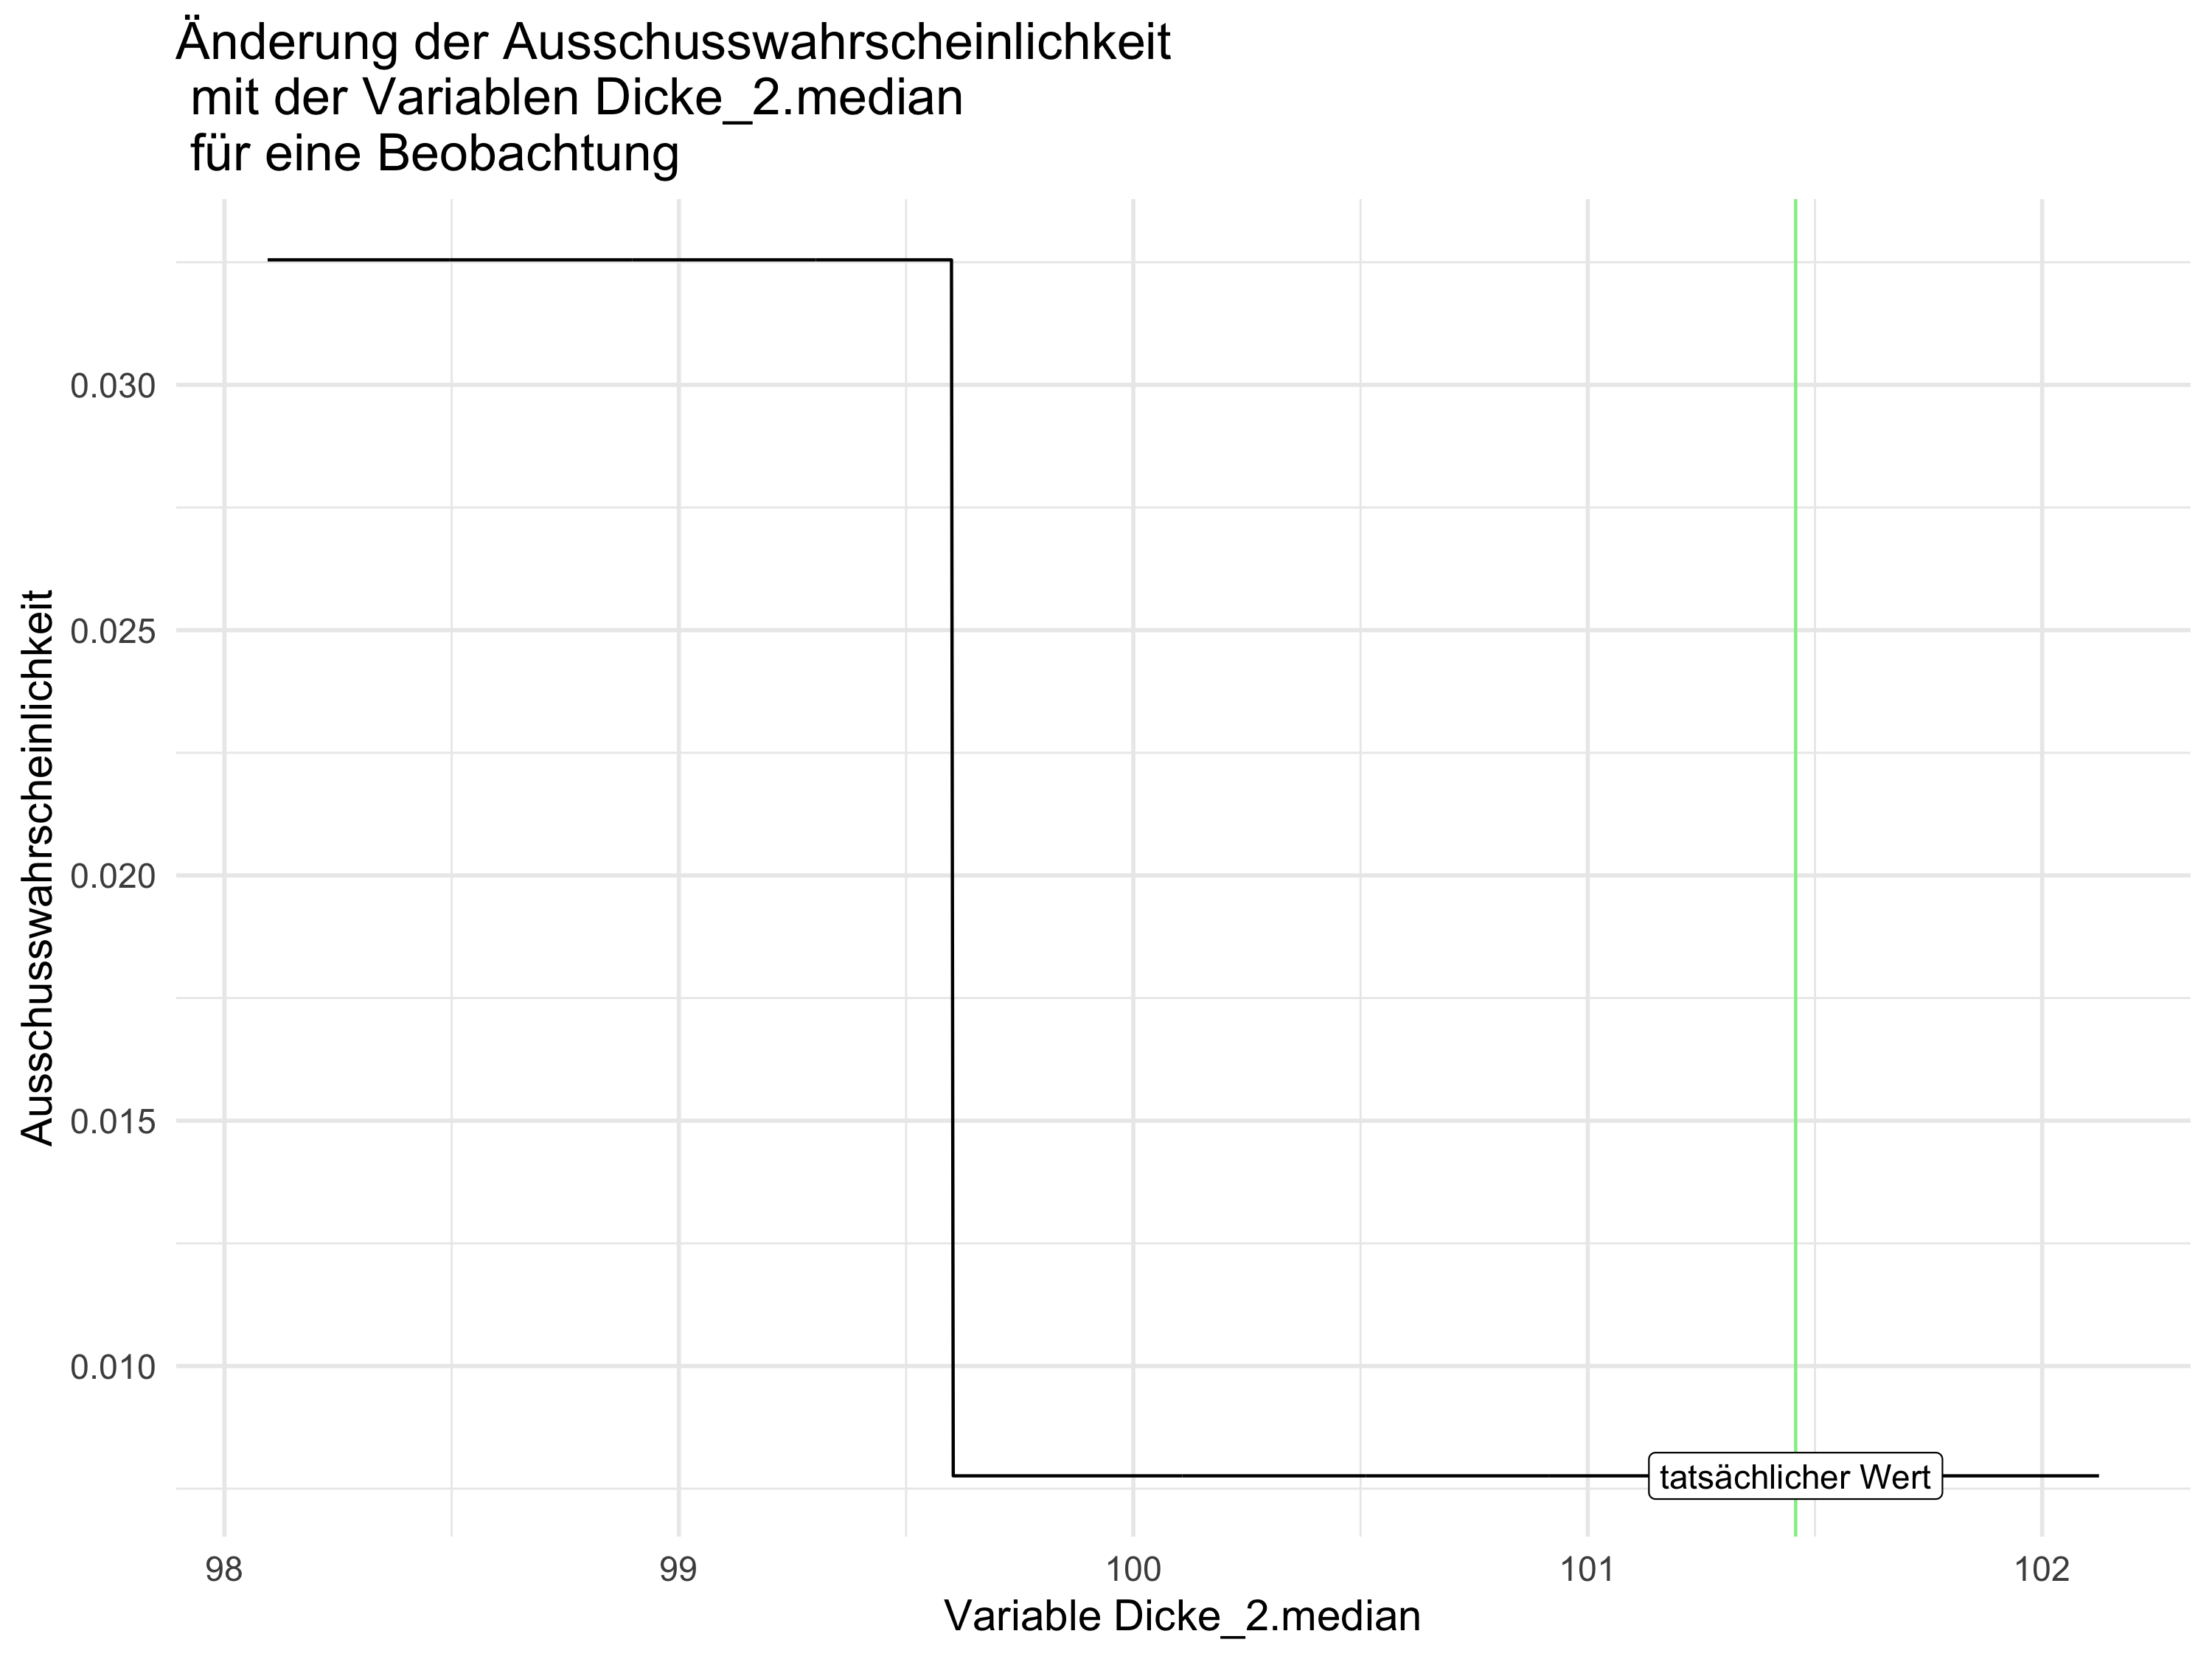 Änderung der Ausschusswahrscheinlichkeit
mit der Variablen Dicke_2.median
für eine Beobachtung
Ausschusswahrscheinlichkeit
0.030
0.025
0.020
0.015
0.010
tatsächlicher Wert
98 99 100 101 102
Variable Dicke_2.median